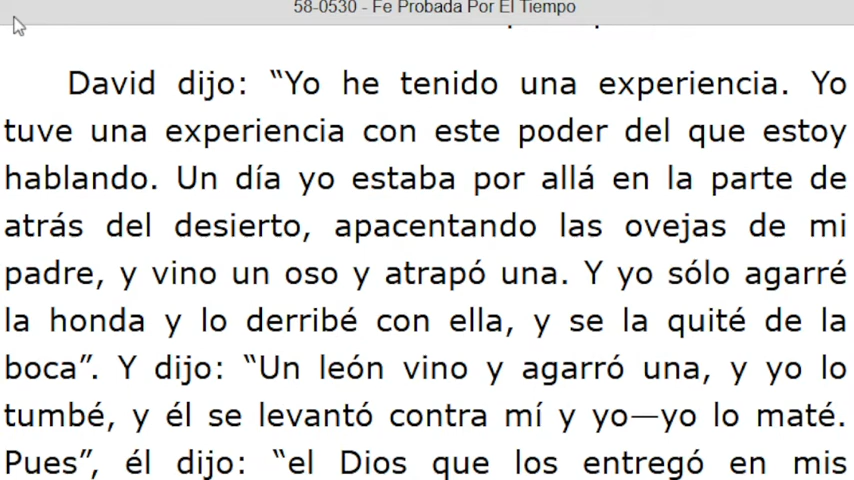 58-0530 - Fe Probada Por El Tiempo
David dijo: “Yo he tenido una experiencia. Yo
tuve una experiencia con este poder del que estoy
hablando. Un día yo estaba por allá en la parte de
atrás del desierto, apacentando las ovejas de mi
padre, y vino un oso y atrapó una. Y yo sólo agarré
la honda y lo derribé con ella, y se la quité de la
boca”. Y dijo: “Un león vino y agarró una, y yo lo
tumbé, y él se levantó contra mí y yo—yo lo maté.
Pues”, él dijo: “el Dios que los entregó en mis